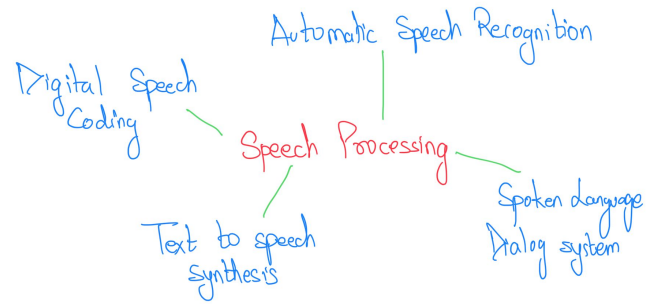 Automatic Speech Recognition
Digital Speech
Coding
Speech Processing
Spoken Language
Dialog system
Text to speech
synthesis